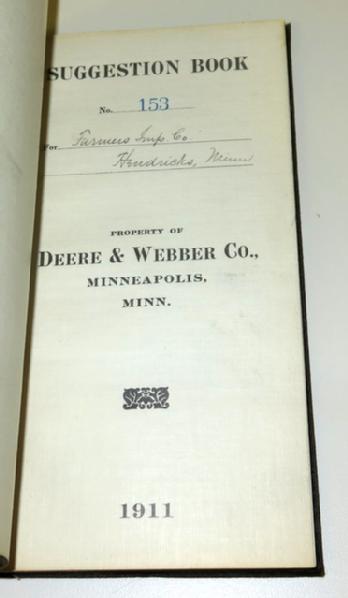 SUGGESTION BOOK
No. 153
For Farmers Imp. Co.
Hendricks, Minn
PROPERTY OF
DEERE & WEBBER CO.,
MINNEAPOLIS,
MINN.
1911